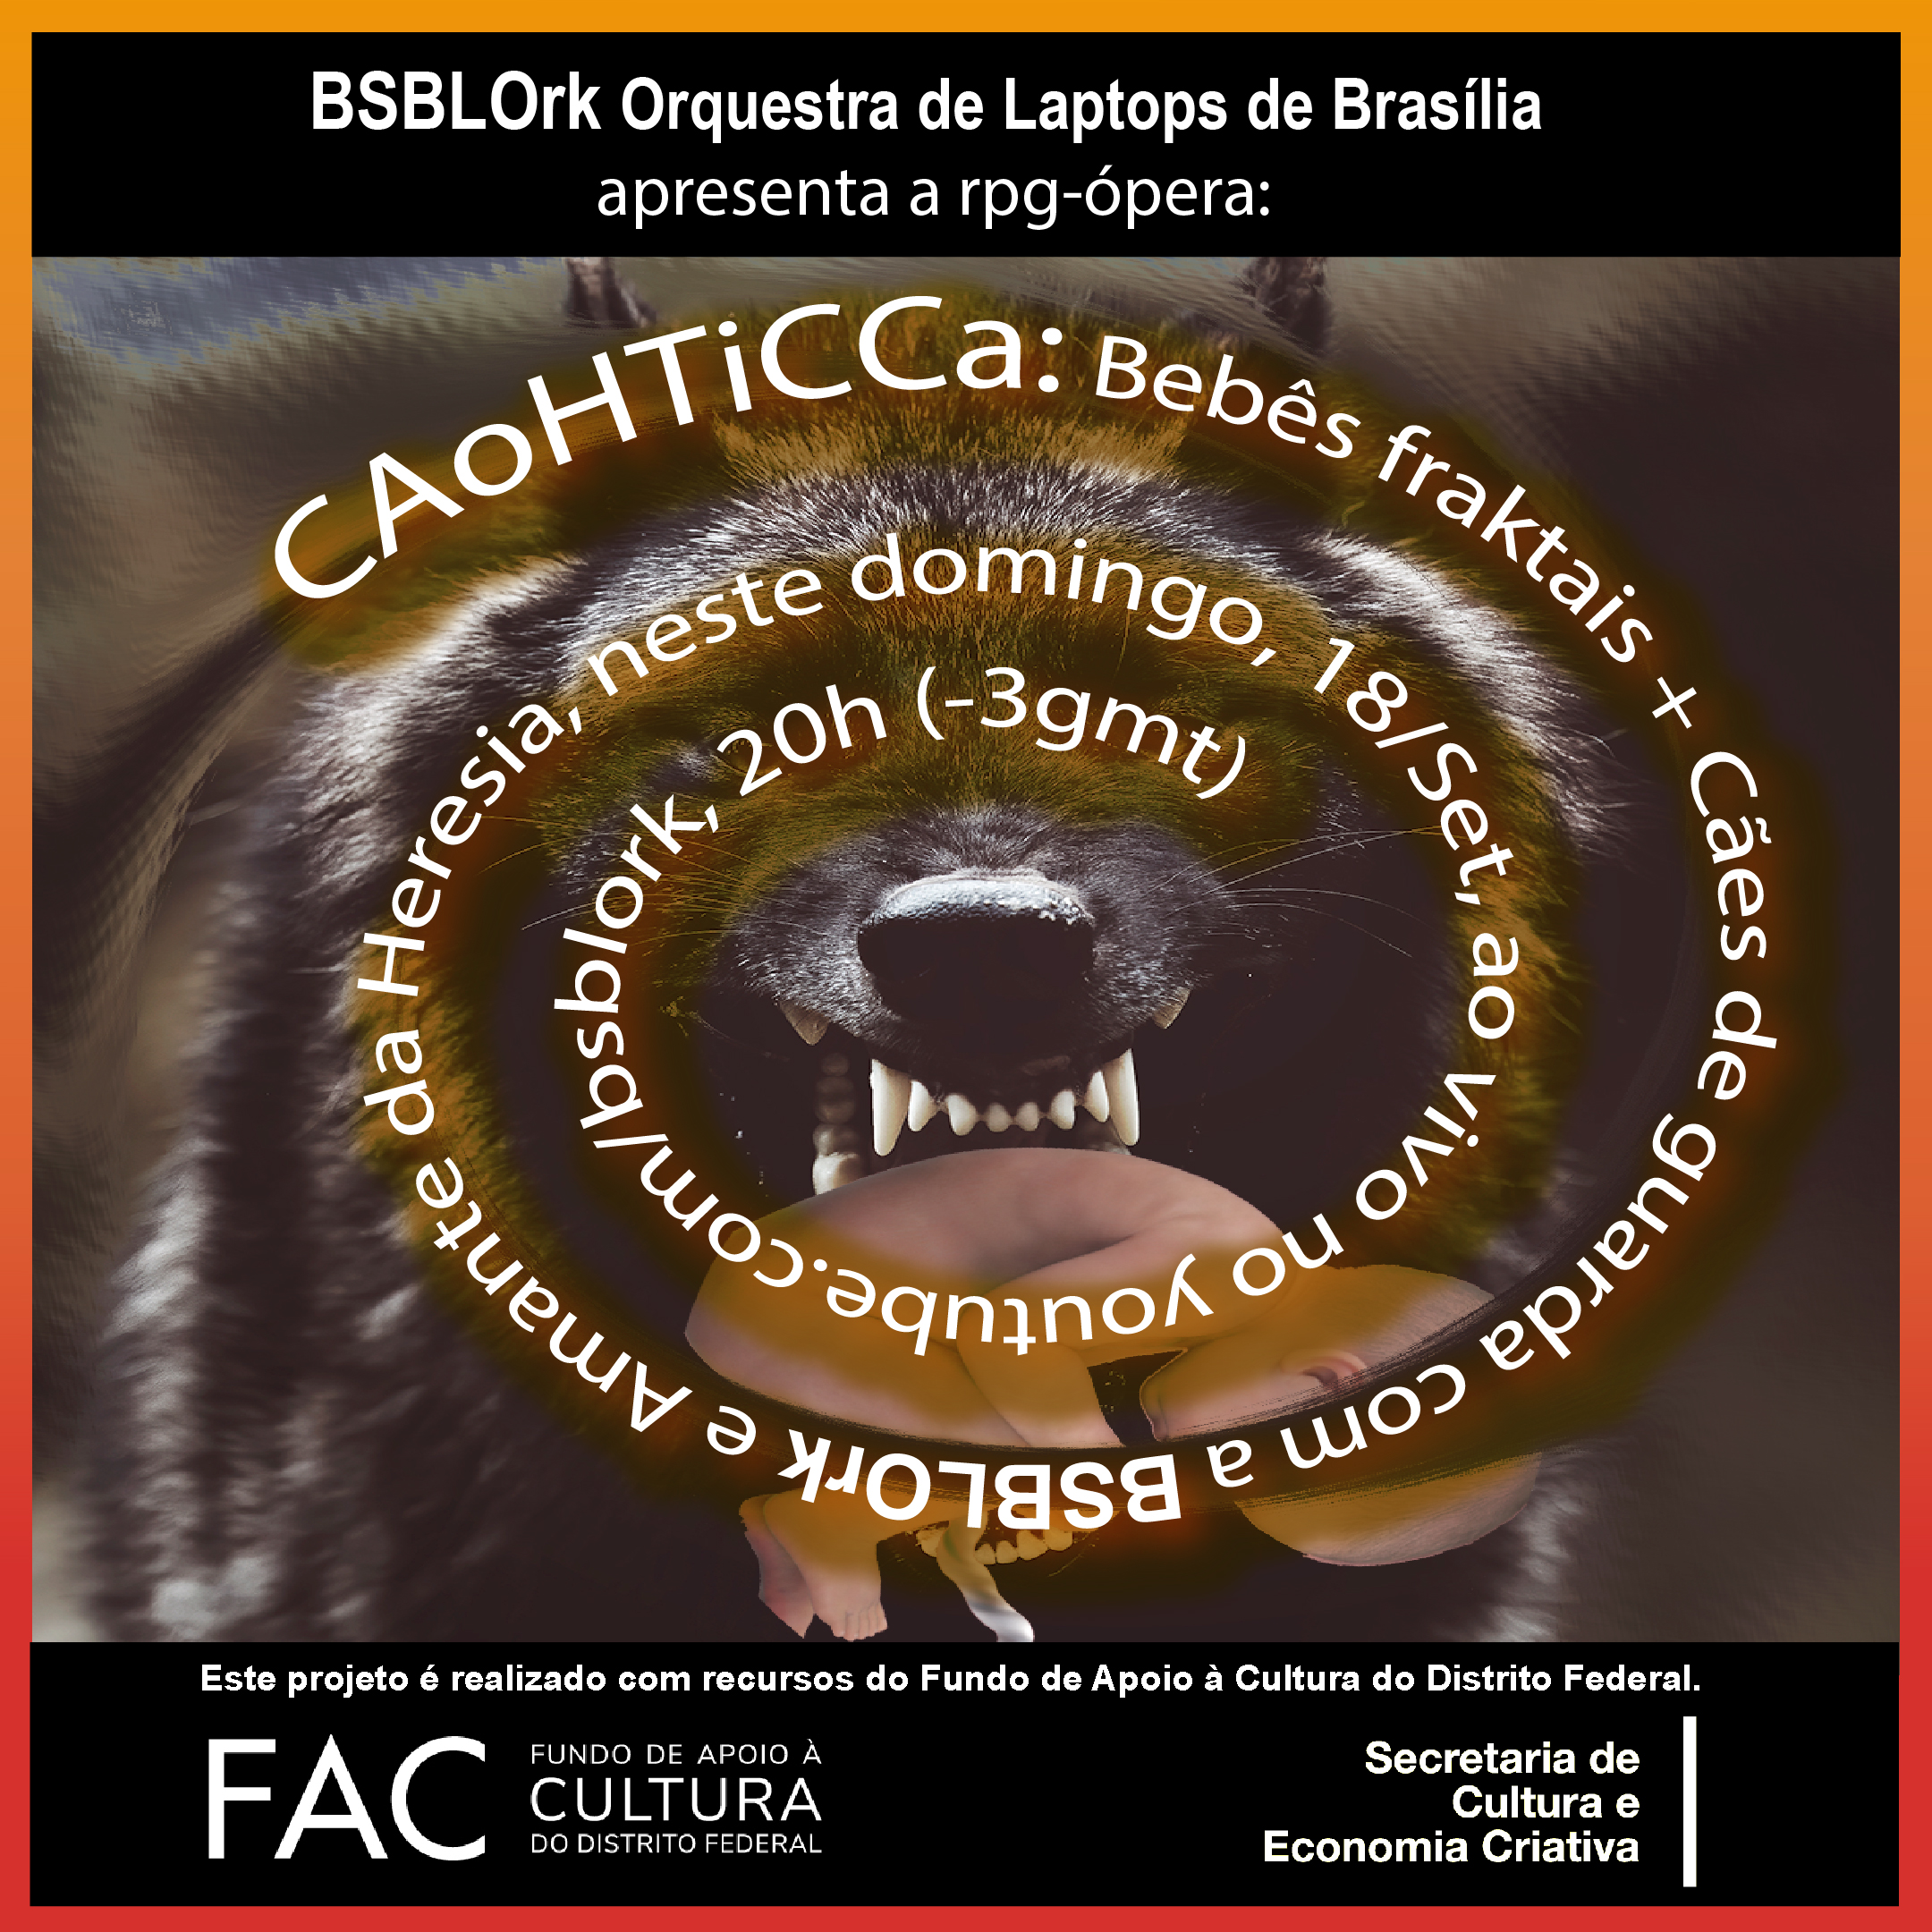 BSBLOrk Orquestra de Laptops de Brasília
apresenta a rpg-ópera:
CAoHTiCCa: Bebês fraktais + Cães de guarda com a BSBLOrk e Amante da Heresia, neste domingo, 18/Set, ao vivo no youtube.com/bsblork, 20h (-3gmt)
Este projeto é realizado com recursos do Fundo de Apoio à Cultura do Distrito Federal.
FAC
FUNDO DE APOIO À
CULTURA
DO DISTRITO FEDERAL
Secretaria de
Cultura e
Economia Criativa